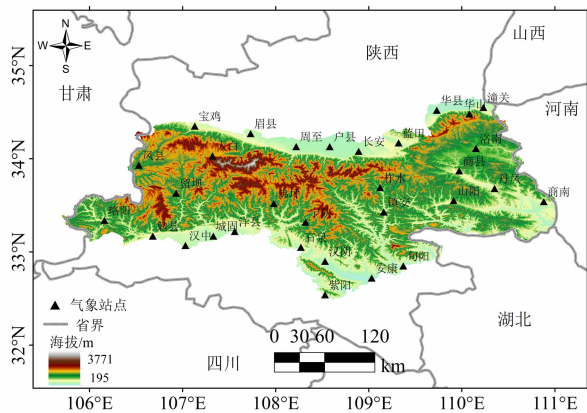 山西
陕西
甘肃
河南
湖北
四川
N
W
E
S
35°N
34°N
33°N
32°N
106°E
107°E
108°E
109°E
110°E
111°E
宝鸡
眉县
周至
户县
长安
蓝田
华县
华山
潼关
洛南
商县
丹凤
商南
山阳
柞水
镇安
太白
凤县
留坝
略阳
勉县
汉中
城固
洋县
佛坪
宁陕
石泉
汉阴
紫阳
安康
旬阳
气象站点
省界
海拔/m
3771
195
0 30 60 120
km